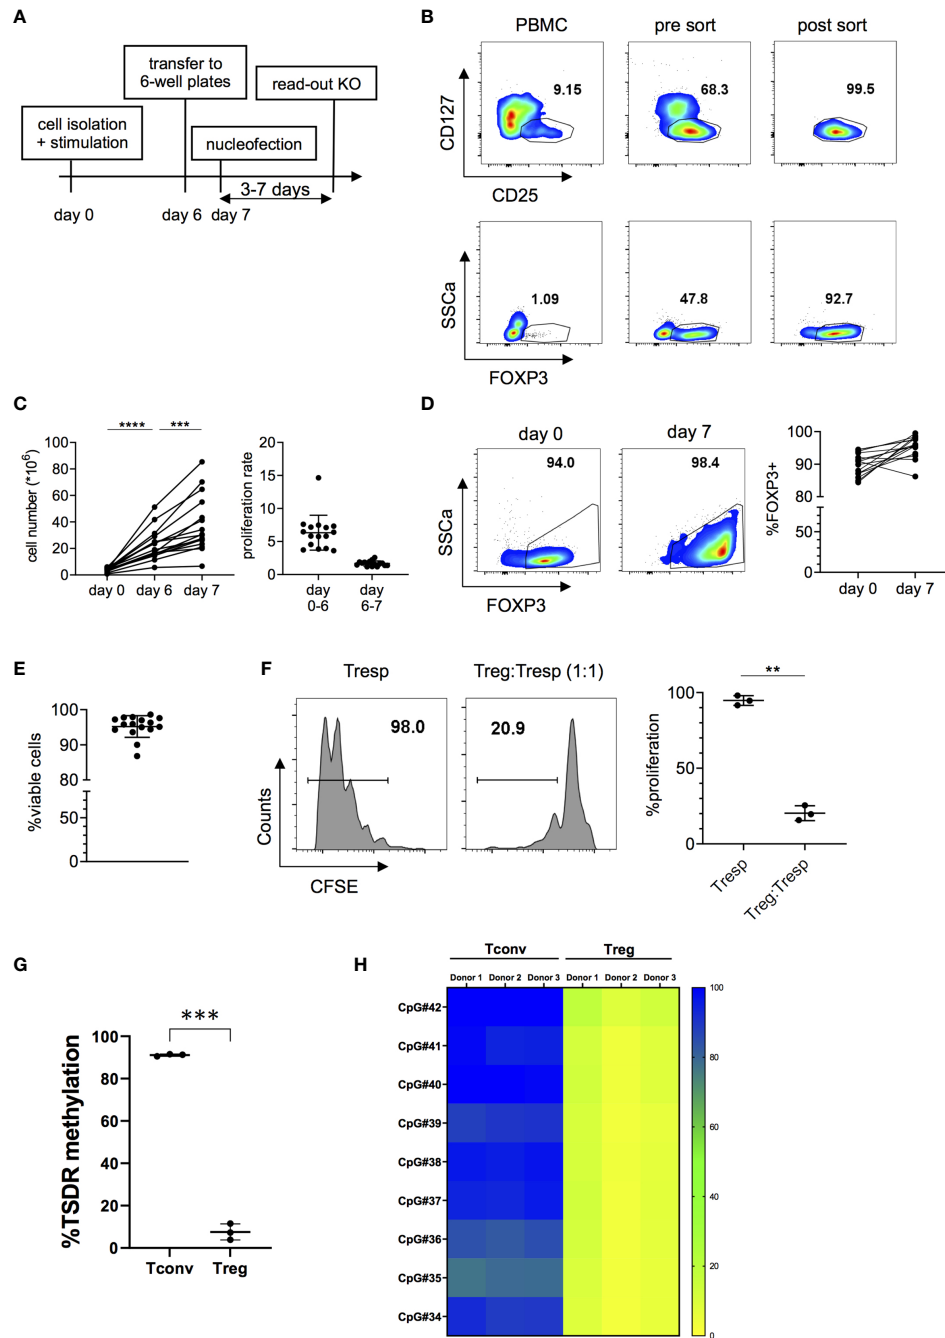 A
transfer to
6-well plates
read-out KO
cell isolation
+ stimulation
nucleofection
3-7 days
day 0
day 6
day 7
B
PBMC
pre sort
post sort
9.15
68.3
99.5
CD127
CD25
1.09
47.8
92.7
SSCa
FOXP3
C
****
***
cell number (*10⁶)
100
80
60
40
20
0
day 0
day 6
day 7
proliferation rate
20
15
10
5
0
day
0-6
day
6-7
D
day 0
day 7
94.0
98.4
SSCa
FOXP3
%FOXP3+
100
90
80
50
0
day 0
day 7
E
%viable cells
100
90
80
50
0
F
Tresp
Treg:Tresp (1:1)
98.0
20.9
Counts
CFSE
**
%proliferation
100
50
0
Tresp
Treg:Tresp
G
***
%TSDR methylation
100
80
60
40
20
0
Tconv
Treg
H
Tconv
Treg
Donor 1
Donor 2
Donor 3
Donor 1
Donor 2
Donor 3
CpG#42
CpG#41
CpG#40
CpG#39
CpG#38
CpG#37
CpG#36
CpG#35
CpG#34
100
80
60
40
20
0